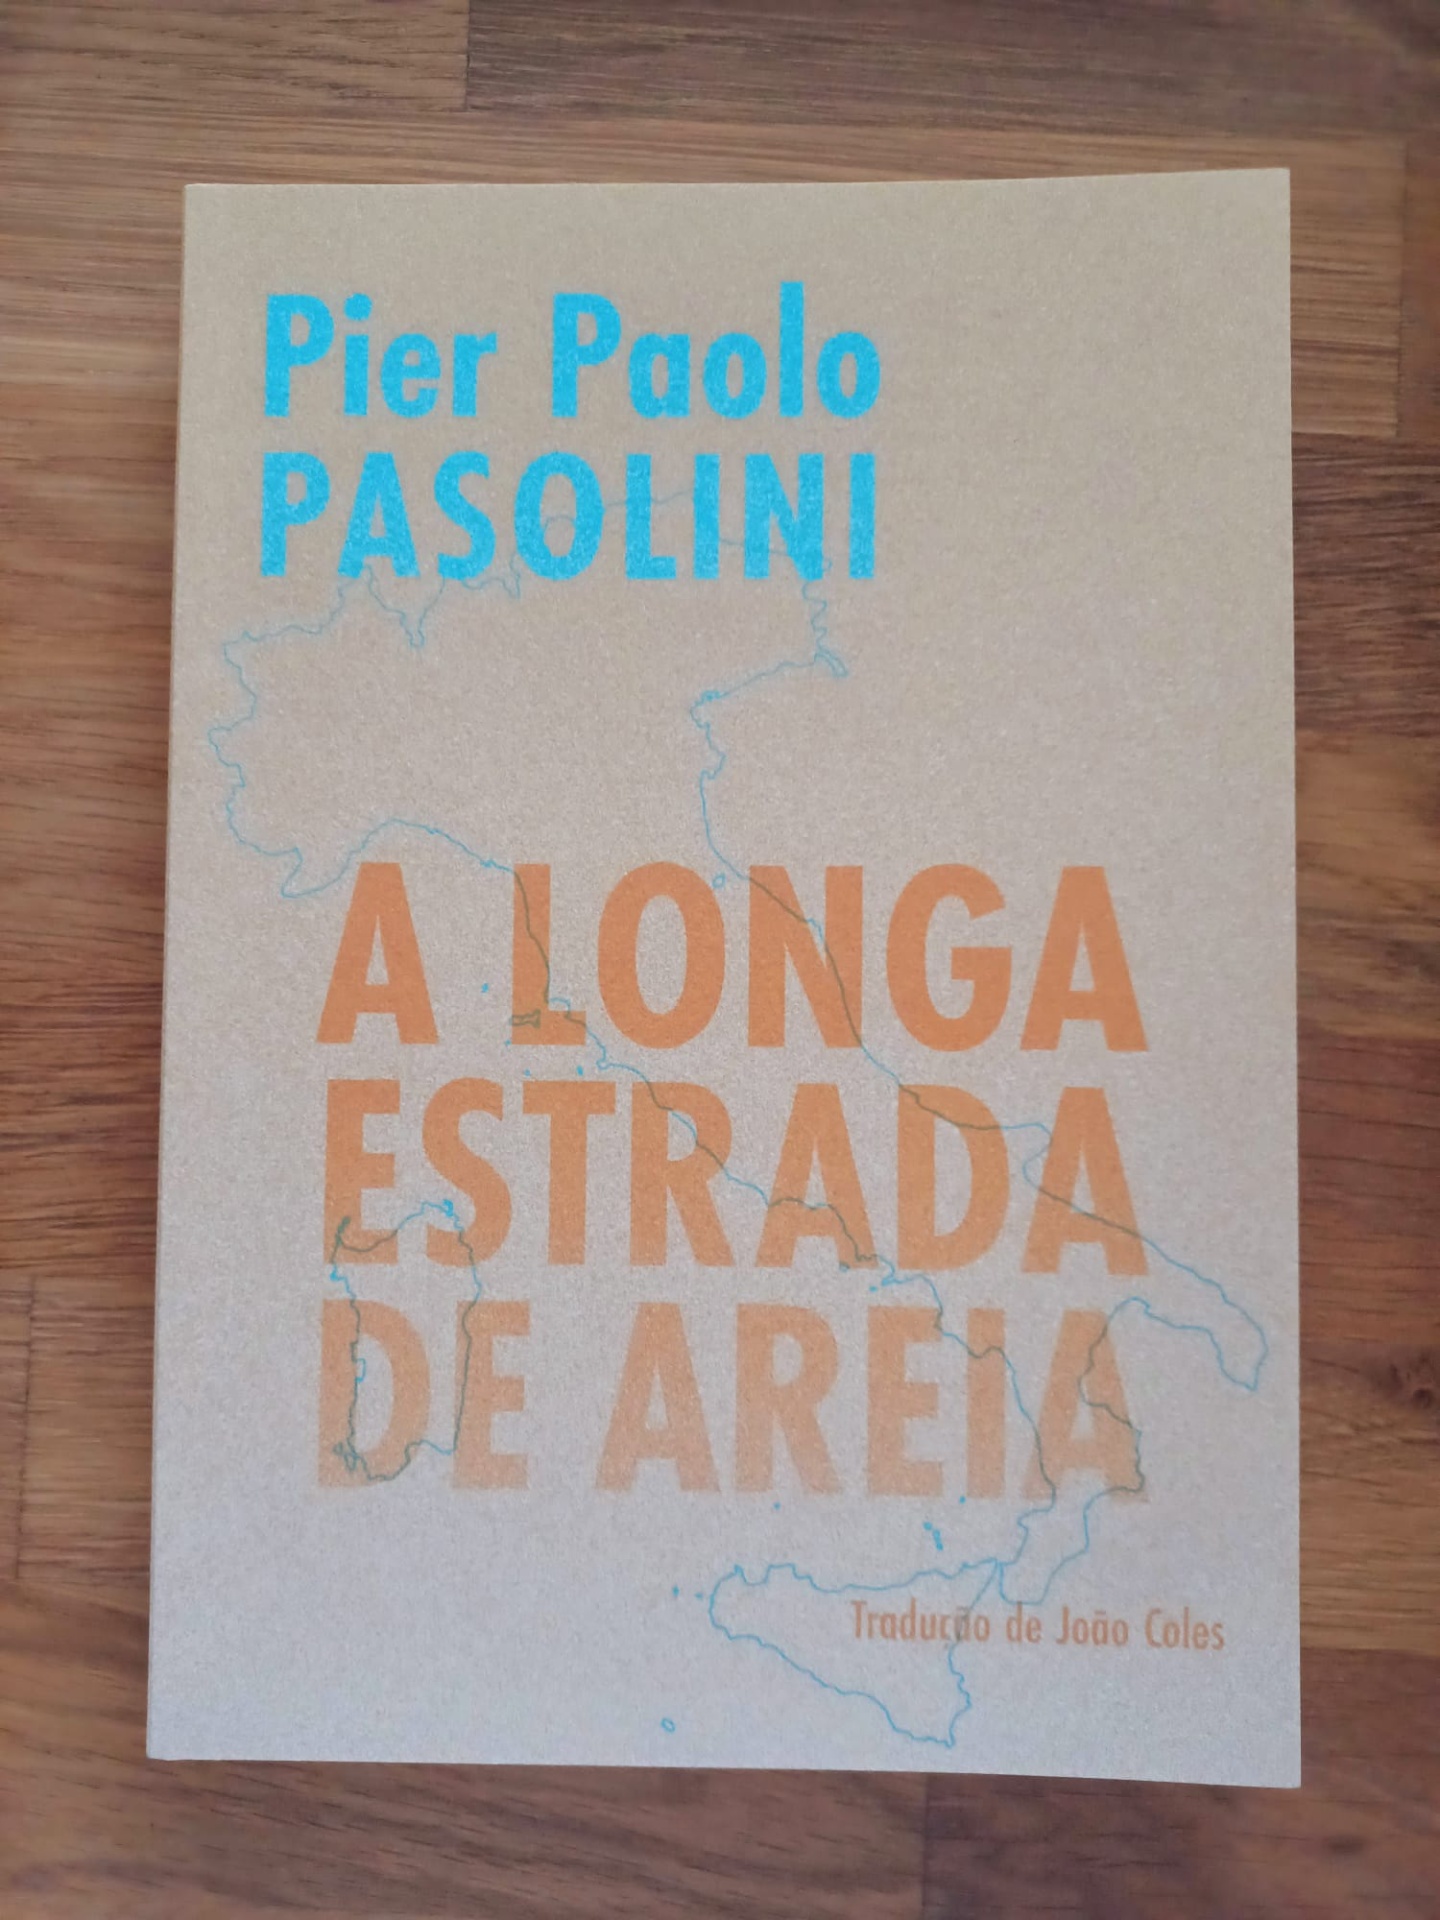 Pier Paolo
PASOLINI
A LONGA
ESTRADA
DE AREIA
Tradução de João Coles